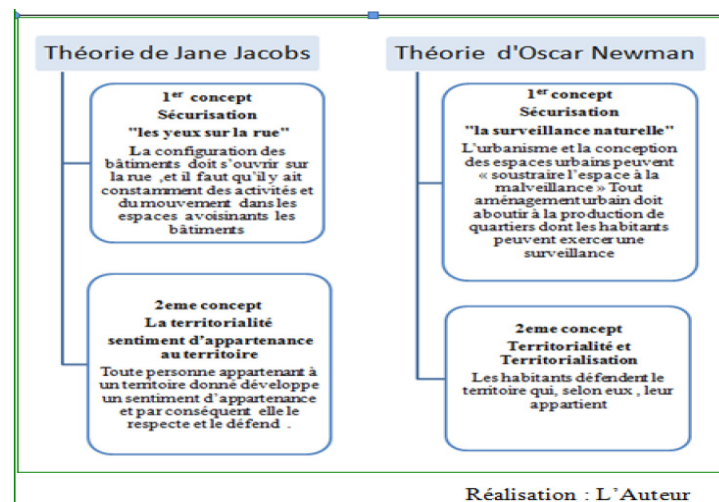 Théorie de Jane Jacobs
1er concept
Sécurisation
"les yeux sur la rue"
La configuration des
bâtiments doit s'ouvrir sur
la rue ,et il faut qu'il y ait
constamment des activités et
du mouvement dans les
espaces avoisinants les
bâtiments
2eme concept
La territorialité
sentiment d'appartenance
au territoire
Toute personne appartenant à
un territoire donné développe
un sentiment d'appartenance
et par conséquent elle le
respecte et le défend .
Théorie d'Oscar Newman
1er concept
Sécurisation
"la surveillance naturelle"
L'urbanisme et la conception
des espaces urbains peuvent
« soustraire l'espace à la
malveillance » Tout
aménagement urbain doit
aboutir à la production de
quartiers dont les habitants
peuvent exercer une
surveillance
2eme concept
Territorialité et
Territorialisation
Les habitants défendent le
territoire qui, selon eux , leur
appartient
Réalisation : L'Auteur